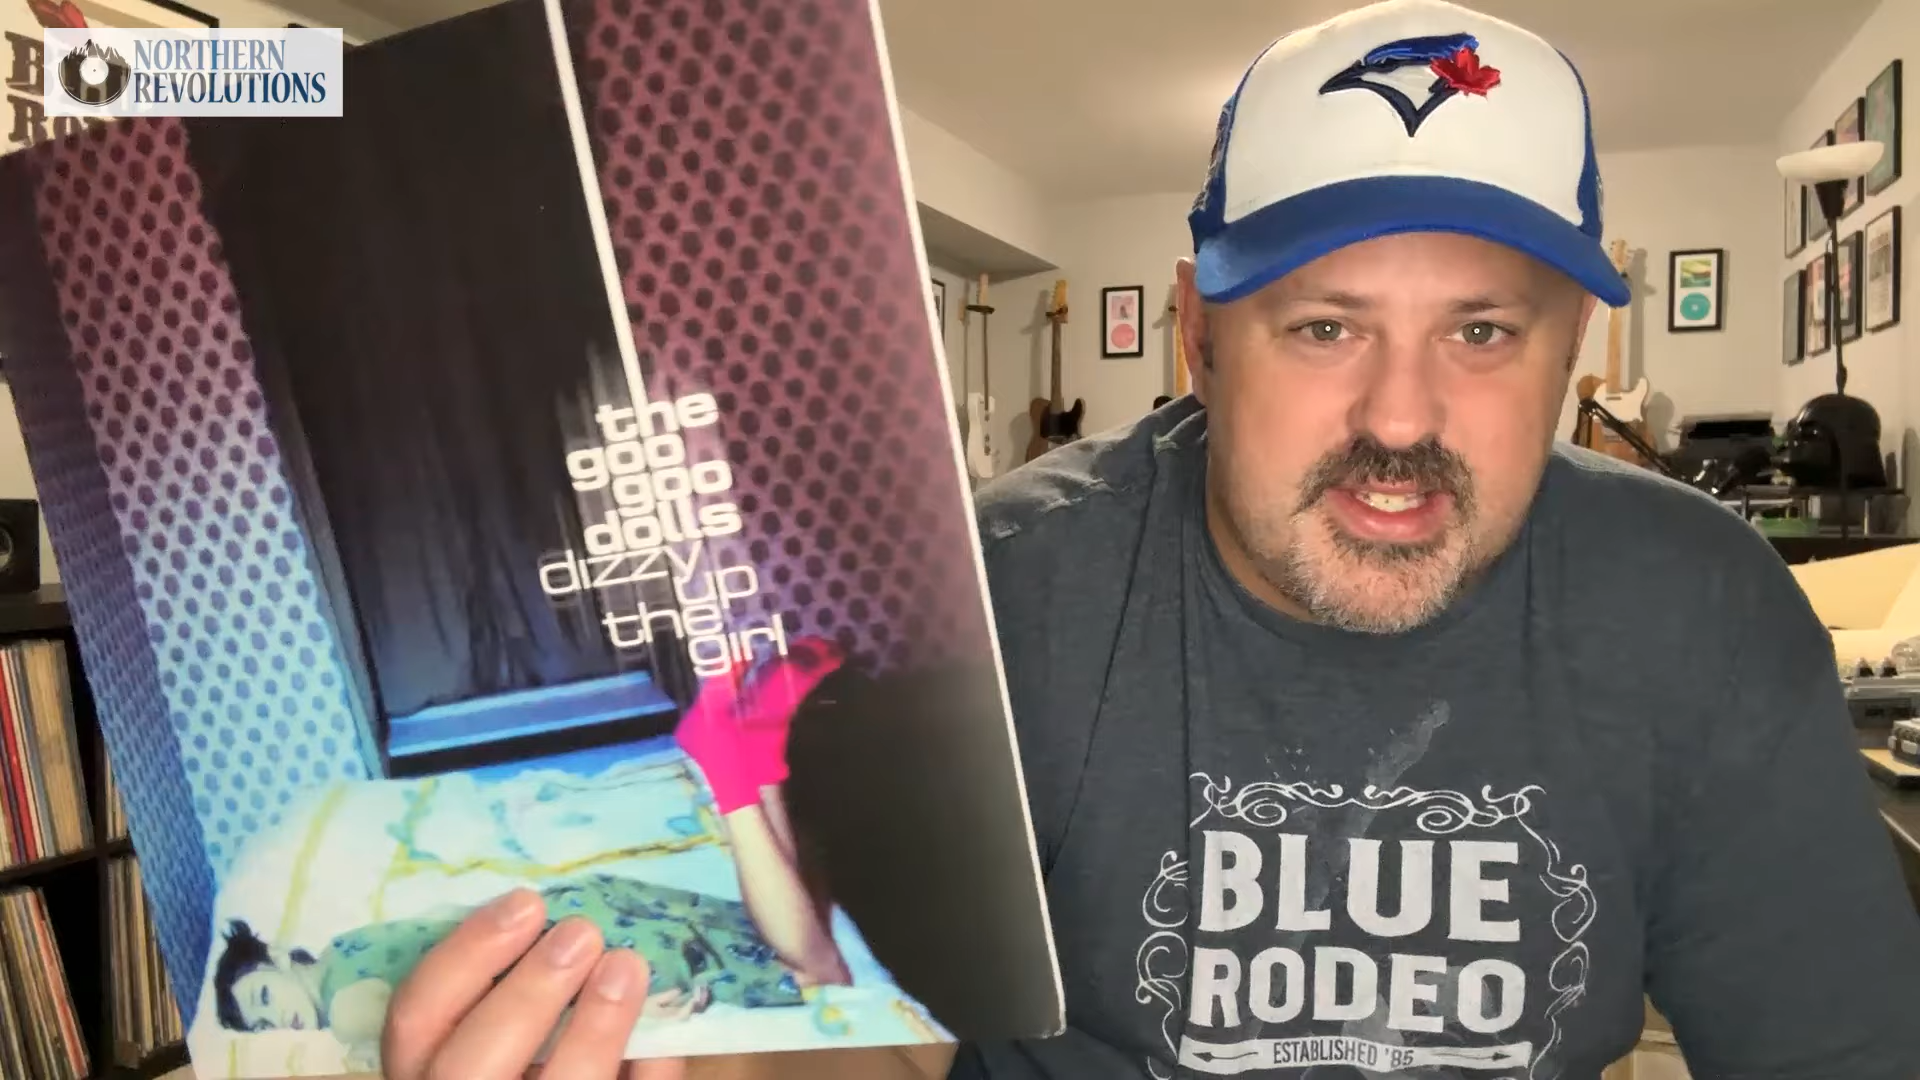 NORTHERN
REVOLUTIONS
the
goo
goo
dolls
dizzy
up
the
girl
BLUE
RODEO
ESTABLISHED '85